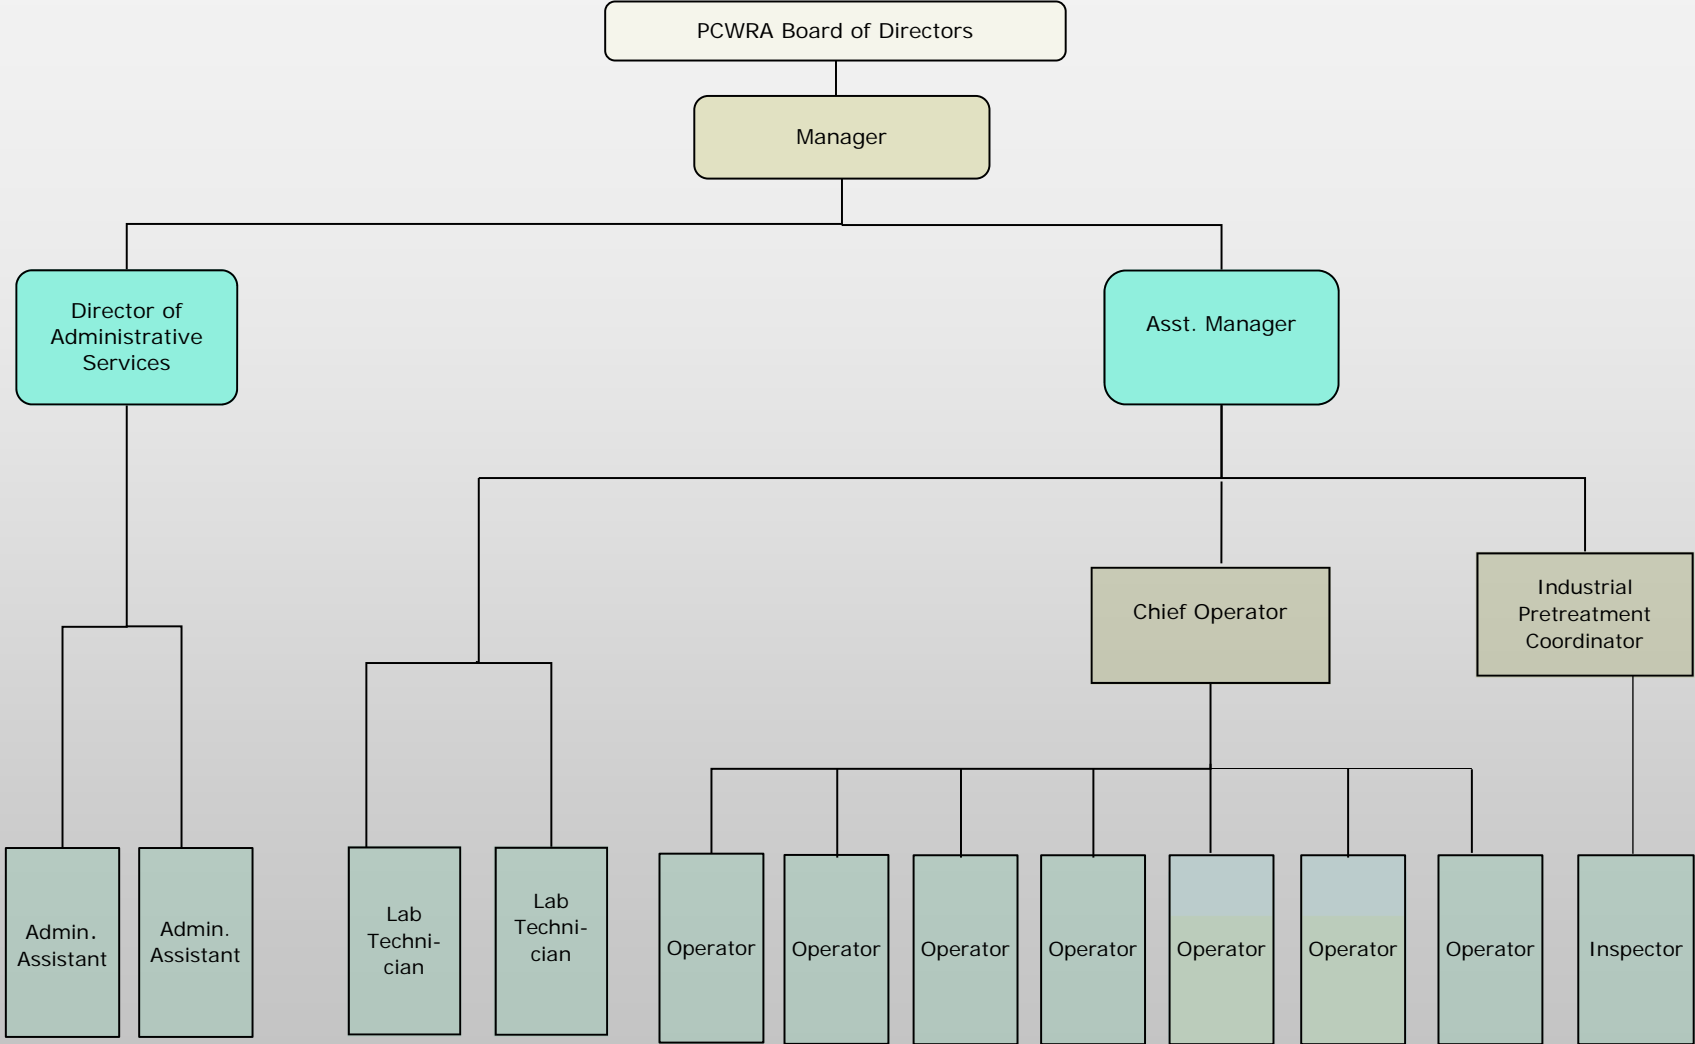 PCWRA Board of Directors
Manager
Director of
Administrative
Services
Asst. Manager
Chief Operator
Industrial
Pretreatment
Coordinator
Admin.
Assistant
Admin.
Assistant
Lab
Techni-
cian
Lab
Techni-
cian
Operator
Operator
Operator
Operator
Operator
Operator
Operator
Inspector